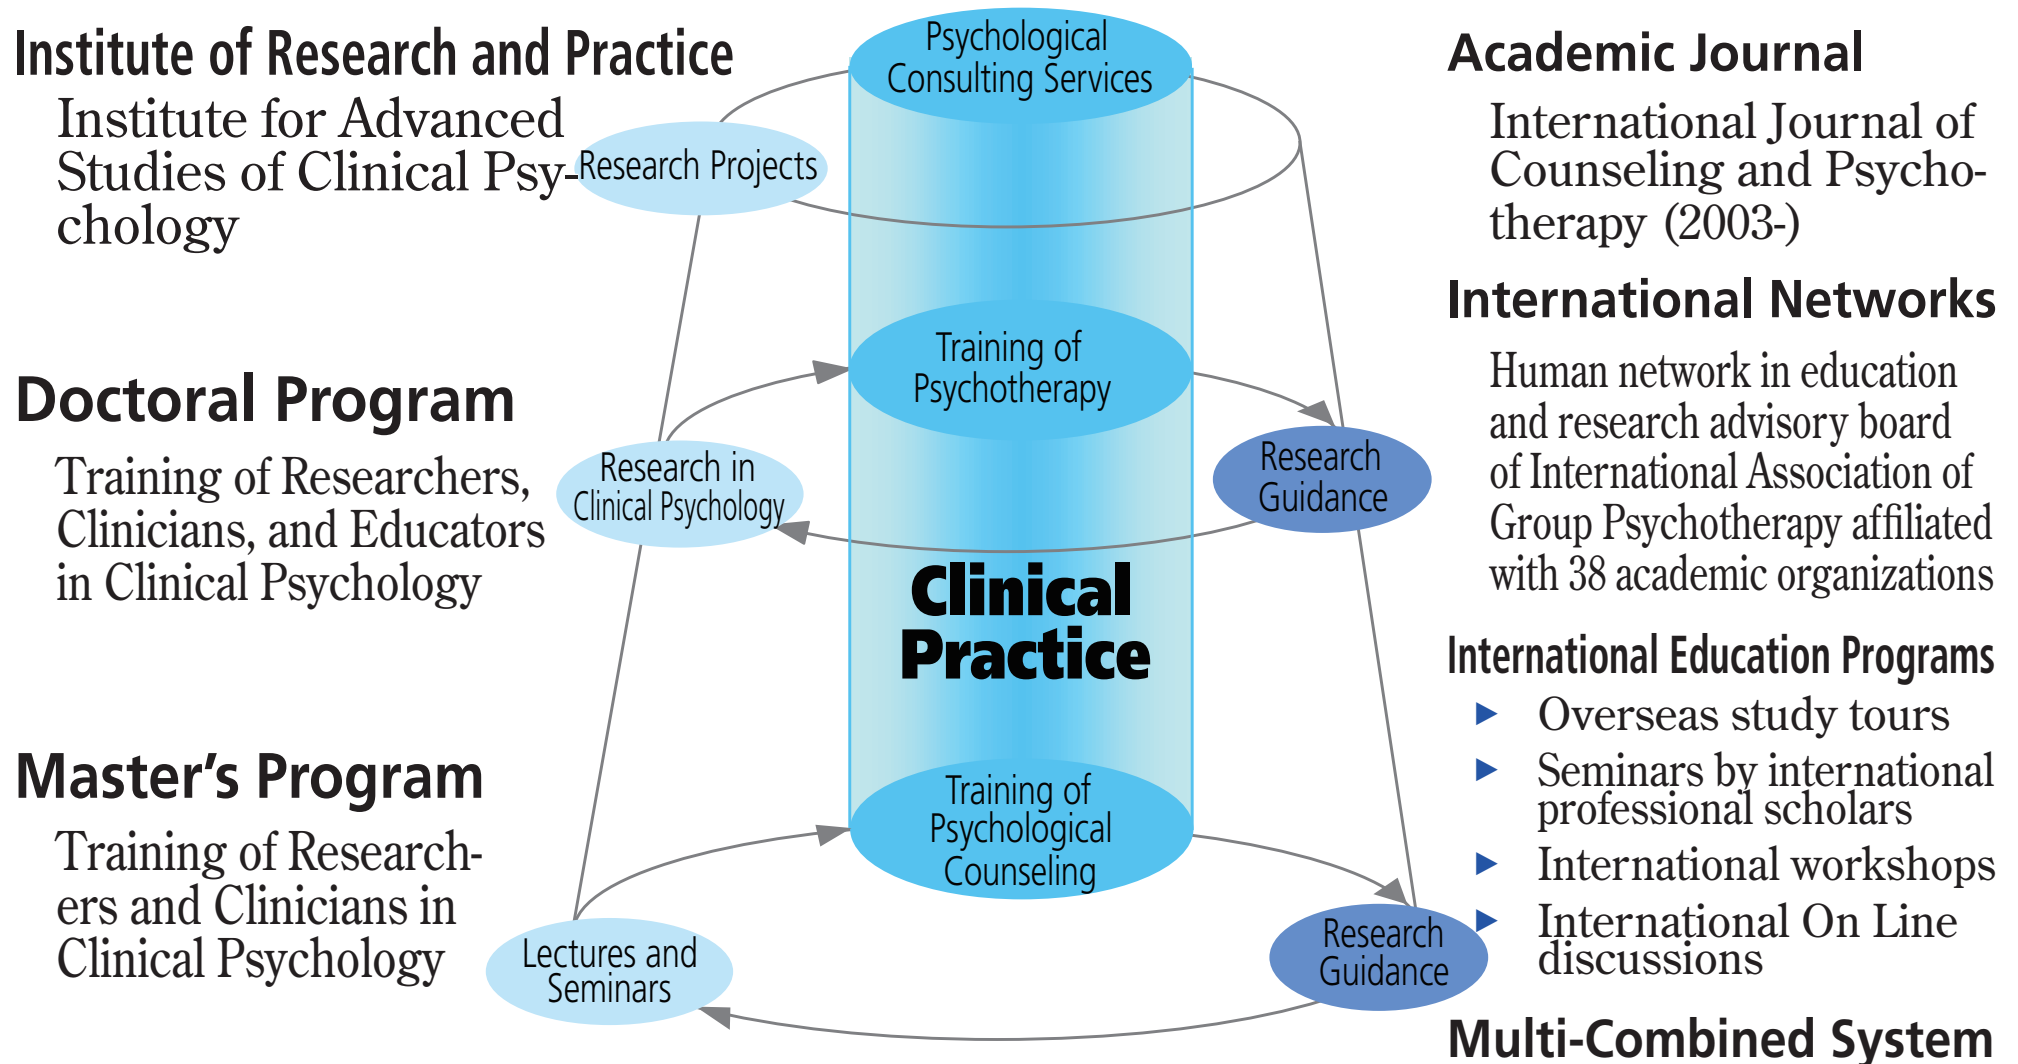 Institute of Research and Practice
Institute for Advanced
Studies of Clinical Psy-
chology
Doctoral Program
Training of Researchers,
Clinicians, and Educators
in Clinical Psychology
Master's Program
Training of Research-
ers and Clinicians in
Clinical Psychology
Psychological
Consulting Services
Research Projects
Training of
Psychotherapy
Research in
Clinical Psychology
Research
Guidance
Clinical
Practice
Training of
Psychological
Counseling
Lectures and
Seminars
Research
Guidance
Academic Journal
International Journal of
Counseling and Psycho-
therapy (2003-)
International Networks
Human network in education
and research advisory board
of International Association of
Group Psychotherapy affiliated
with 38 academic organizations
International Education Programs
Overseas study tours
Seminars by international
professional scholars
International workshops
International On Line
discussions
Multi-Combined System